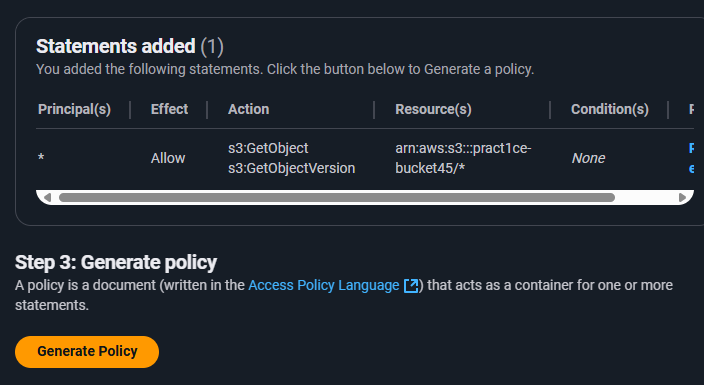 Statements added (1)
You added the following statements. Click the button below to Generate a policy.
Principal(s) Effect Action Resource(s) Condition(s)
* Allow s3:GetObject s3:GetObjectVersion arn:aws:s3:::pract1ce-bucket45/* None
Step 3: Generate policy
A policy is a document (written in the Access Policy Language) that acts as a container for one or more
statements.
Generate Policy